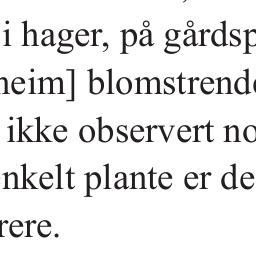 i hager, på gårdsp
heim] blomstrende
ikke observert no
nkelt plante er de
rere.